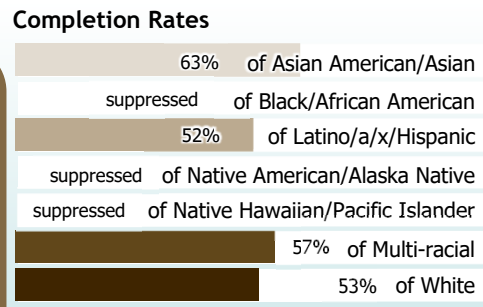 Completion Rates
63% of Asian American/Asian
suppressed of Black/African American
52% of Latino/a/x/Hispanic
suppressed of Native American/Alaska Native
suppressed of Native Hawaiian/Pacific Islander
57% of Multi-racial
53% of White